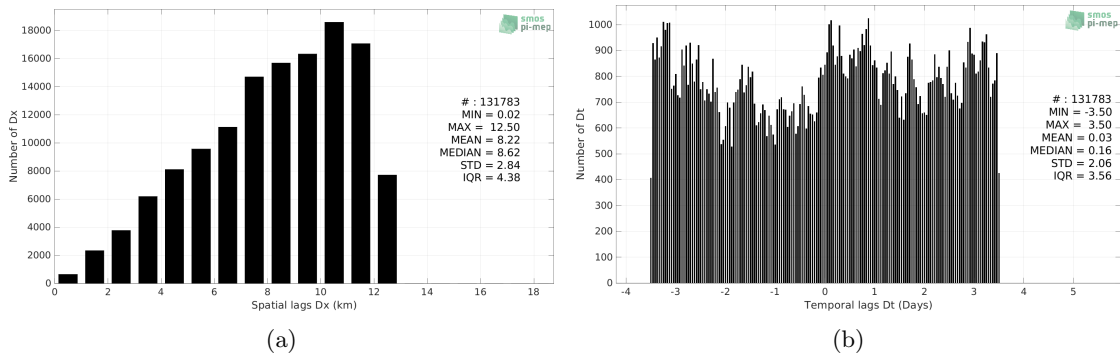 smos
pi-mep
18000
16000
14000
12000
10000
8000
6000
4000
2000
0
Number of Dx
# : 131783
MIN = 0.02
MAX = 12.50
MEAN = 8.22
MEDIAN = 8.62
STD = 2.84
IQR = 4.38
0 2 4 6 8 10 12 14 16 18
Spatial lags Dx (km)
(a)
smos
pi-mep
1000
900
800
700
600
500
400
300
200
100
0
Number of Dt
# : 131783
MIN = -3.50
MAX = 3.50
MEAN = 0.03
MEDIAN = 0.16
STD = 2.06
IQR = 3.56
-4 -3 -2 -1 0 1 2 3 4 5
Temporal lags Dt (Days)
(b)